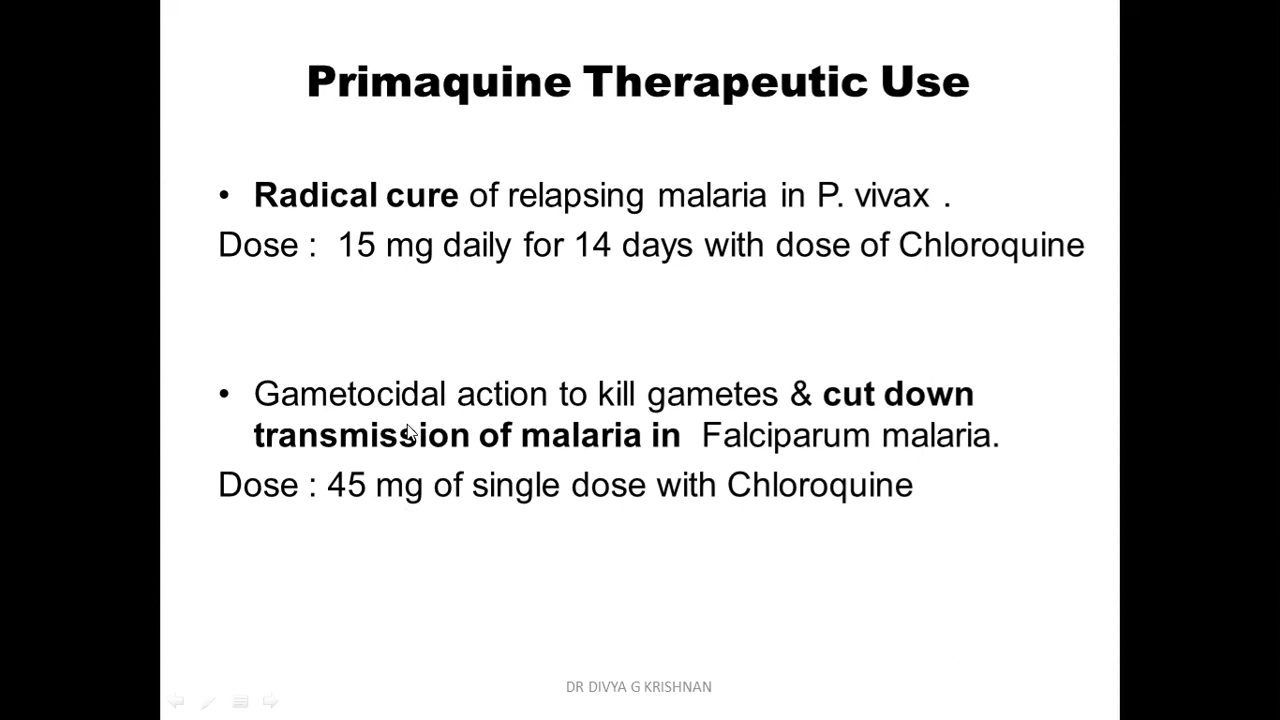 Primaquine Therapeutic Use
• Radical cure of relapsing malaria in P. vivax .
Dose : 15 mg daily for 14 days with dose of Chloroquine
• Gametocidal action to kill gametes & cut down
transmission of malaria in Falciparum malaria.
Dose : 45 mg of single dose with Chloroquine
DR DIVYA G KRISHNAN